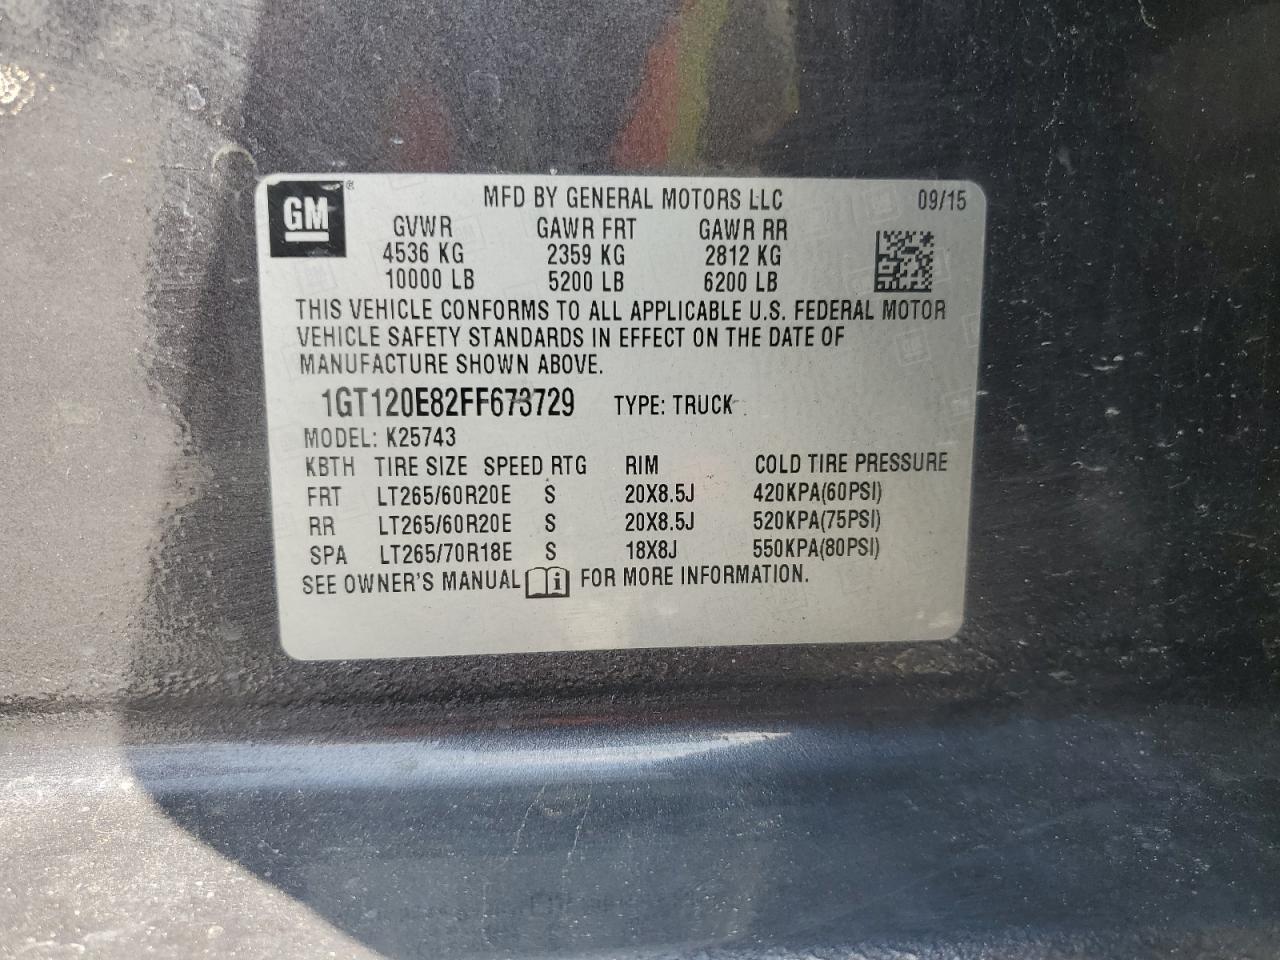 GM
MFD BY GENERAL MOTORS LLC 09/15
GVWR GAWR FRT GAWR RR
4536 KG 2359 KG 2812 KG
10000 LB 5200 LB 6200 LB
THIS VEHICLE CONFORMS TO ALL APPLICABLE U.S. FEDERAL MOTOR
VEHICLE SAFETY STANDARDS IN EFFECT ON THE DATE OF
MANUFACTURE SHOWN ABOVE.
1GT120E82FF673729 TYPE: TRUCK
MODEL: K25743
KBTH TIRE SIZE SPEED RTG RIM COLD TIRE PRESSURE
FRT LT265/60R20E S 20X8.5J 420KPA(60PSI)
RR LT265/60R20E S 20X8.5J 520KPA(75PSI)
SPA LT265/70R18E S 18X8J 550KPA(80PSI)
SEE OWNER'S MANUAL i FOR MORE INFORMATION.